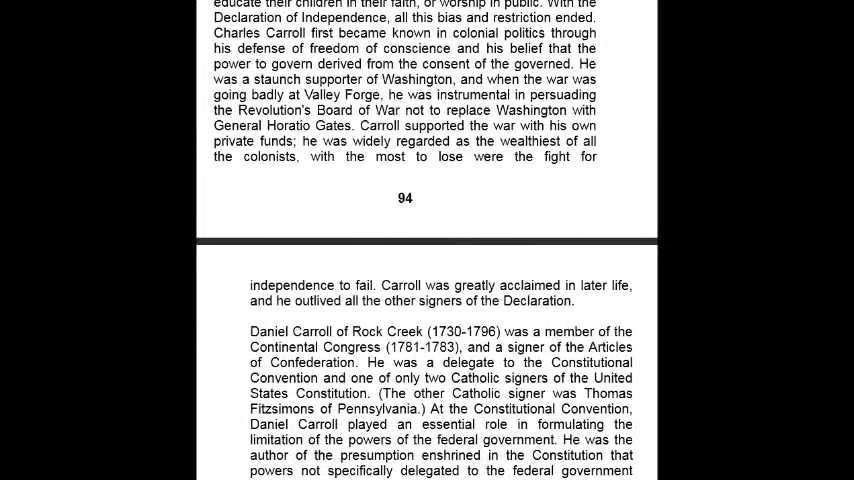 educate their children in their faith, or worship in public. With the
Declaration of Independence, all this bias and restriction ended.
Charles Carroll first became known in colonial politics through
his defense of freedom of conscience and his belief that the
power to govern derived from the consent of the governed. He
was a staunch supporter of Washington, and when the war was
going badly at Valley Forge, he was instrumental in persuading
the Revolution's Board of War not to replace Washington with
General Horatio Gates. Carroll supported the war with his own
private funds; he was widely regarded as the wealthiest of all
the colonists, with the most to lose were the fight for
94
independence to fail. Carroll was greatly acclaimed in later life,
and he outlived all the other signers of the Declaration.
Daniel Carroll of Rock Creek (1730-1796) was a member of the
Continental Congress (1781-1783), and a signer of the Articles
of Confederation. He was a delegate to the Constitutional
Convention and one of only two Catholic signers of the United
States Constitution. (The other Catholic signer was Thomas
Fitzsimons of Pennsylvania.) At the Constitutional Convention,
Daniel Carroll played an essential role in formulating the
limitation of the powers of the federal government. He was the
author of the presumption enshrined in the Constitution that
powers not specifically delegated to the federal government